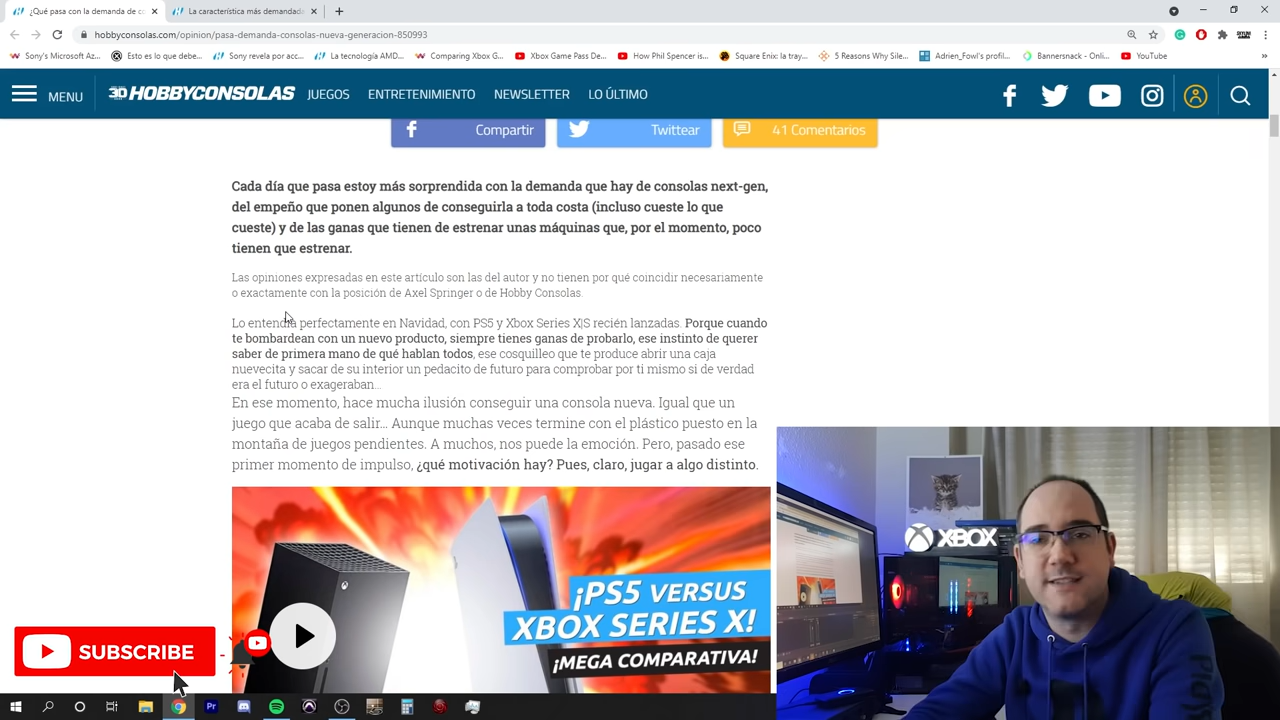 ¿Qué pasa con la demanda de c
La característica más demandada
hobbyconsolas.com/opinion/pasa-demanda-consolas-nueva-generacion-850993
Sony's Microsoft Az...
Esto es lo que debe...
Sony revela por acc...
La tecnología AMD...
Comparing Xbox G...
Xbox Game Pass De...
How Phil Spencer is...
Square Enix: la tray...
5 Reasons Why Sile...
Adrien_Fowl's profil...
Bannersnack - Onli...
YouTube
MENU
HOBBYCONSOLAS
JUEGOS
ENTRETENIMIENTO
NEWSLETTER
LO ÚLTIMO
Compartir
Twittear
41 Comentarios
Cada día que pasa estoy más sorprendida con la demanda que hay de consolas next-gen,
del empeño que ponen algunos de conseguirla a toda costa (incluso cueste lo que
cueste) y de las ganas que tienen de estrenar unas máquinas que, por el momento, poco
tienen que estrenar.
Las opiniones expresadas en este artículo son las del autor y no tienen por qué coincidir necesariamente
o exactamente con la posición de Axel Springer o de Hobby Consolas.
Lo entendía perfectamente en Navidad, con PS5 y Xbox Series X|S recién lanzadas. Porque cuando
te bombardean con un nuevo producto, siempre tienes ganas de probarlo, ese instinto de querer
saber de primera mano de qué hablan todos, ese cosquilleo que te produce abrir una caja
nuevecita y sacar de su interior un pedacito de futuro para comprobar por ti mismo si de verdad
era el futuro o exageraban...
En ese momento, hace mucha ilusión conseguir una consola nueva. Igual que un
juego que acaba de salir... Aunque muchas veces termine con el plástico puesto en la
montaña de juegos pendientes. A muchos, nos puede la emoción. Pero, pasado ese
primer momento de impulso, ¿qué motivación hay? Pues, claro, jugar a algo distinto.
¡PS5 VERSUS
XBOX SERIES X!
¡MEGA COMPARATIVA!
SUBSCRIBE
XBOX